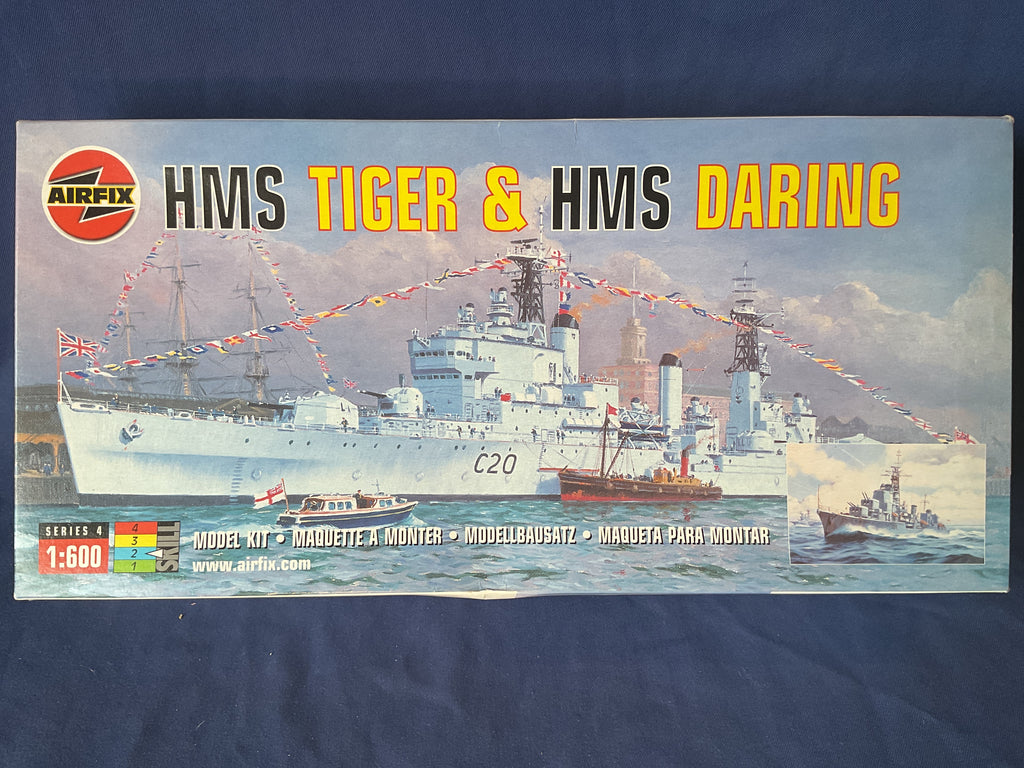 AIRFIX
HMS TIGER & HMS DARING
C20
SERIES 4
1:600
4
3
2
1
SKILL
MODEL KIT • MAQUETTE A MONTER • MODELLBAUSATZ • MAQUETA PARA MONTAR
www.airfix.com